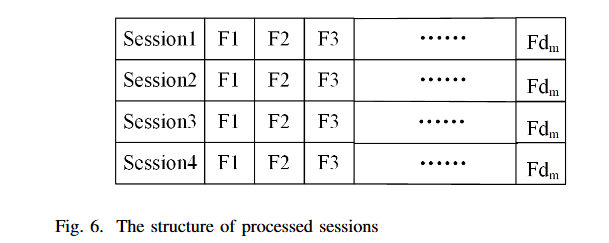 Session1 F1 F2 F3 ...... Fdm
Session2 F1 F2 F3 ...... Fdm
Session3 F1 F2 F3 ...... Fdm
Session4 F1 F2 F3 ...... Fdm
Fig. 6. The structure of processed sessions